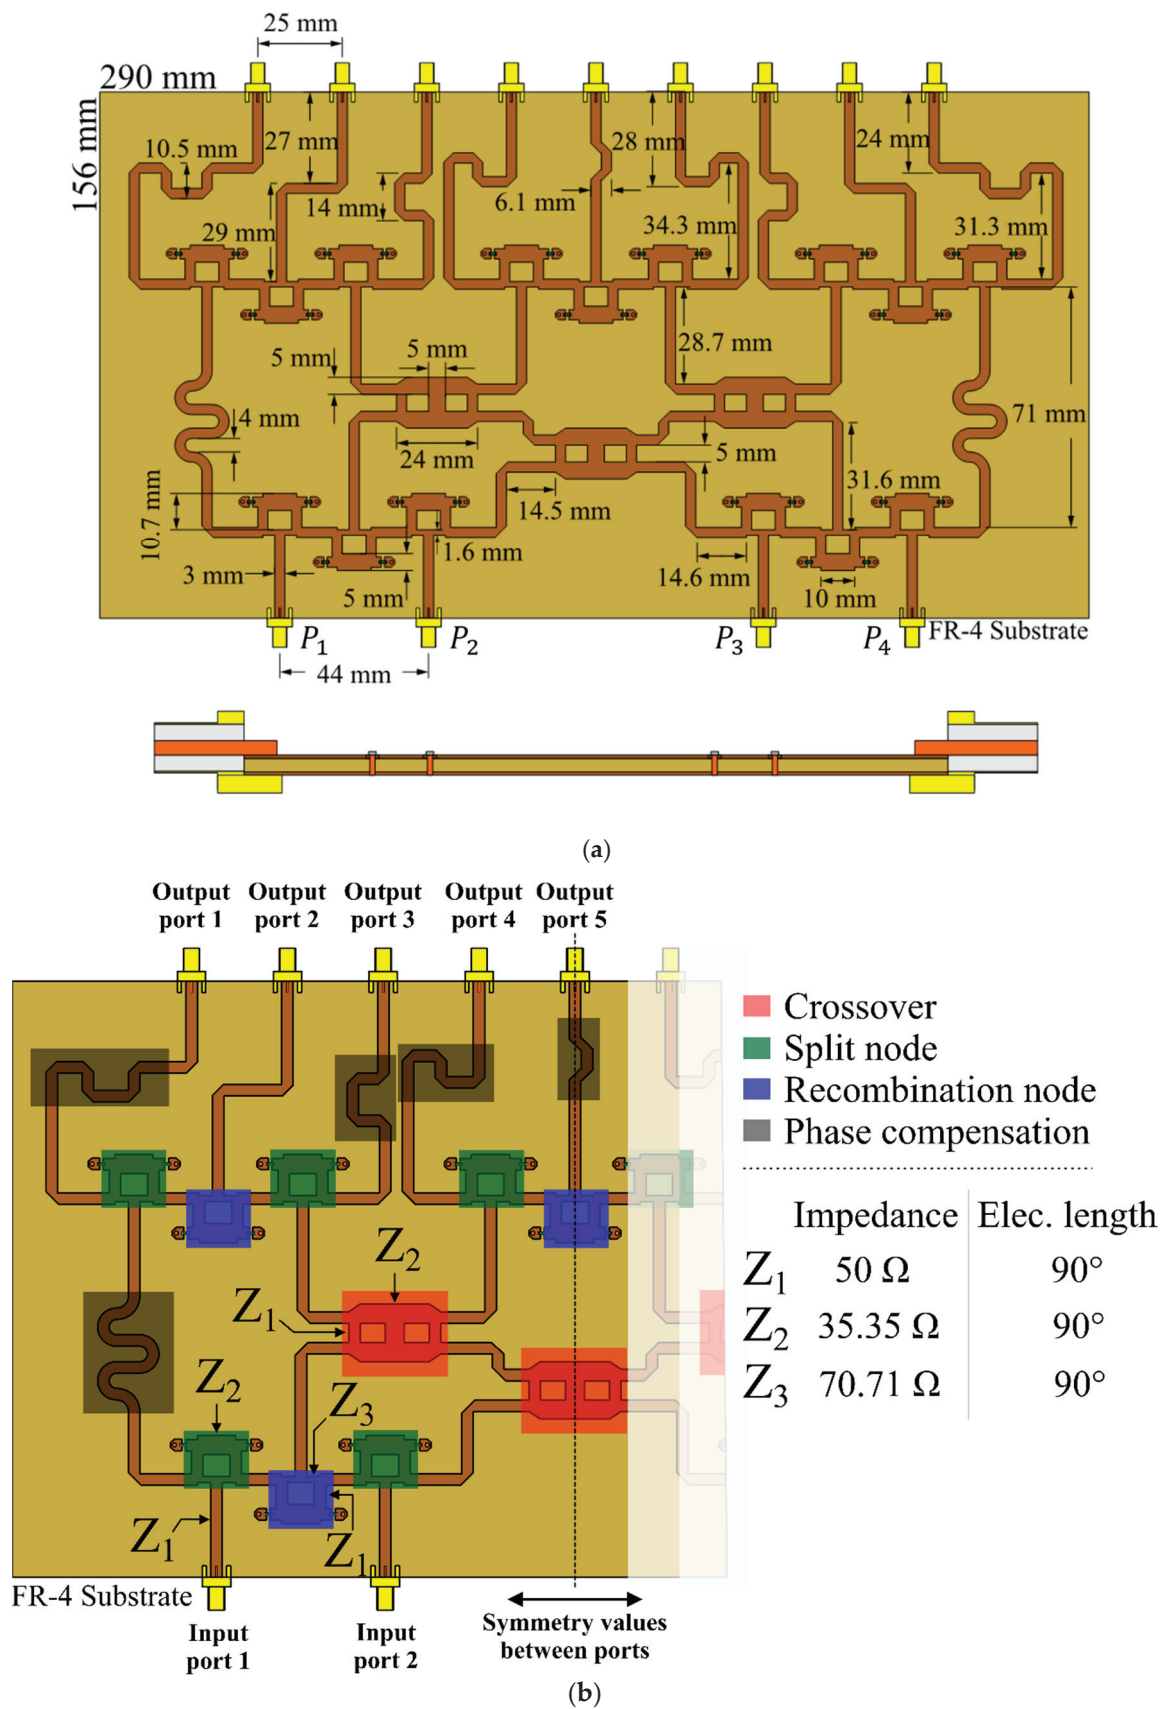 25 mm
290 mm
156 mm
10.5 mm
27 mm
28 mm
24 mm
14 mm
6.1 mm
29 mm
34.3 mm
31.3 mm
5 mm
5 mm
28.7 mm
4 mm
71 mm
24 mm
5 mm
10.7 mm
14.5 mm
31.6 mm
1.6 mm
3 mm
5 mm
14.6 mm
10 mm
P1
P2
P3
P4
FR-4 Substrate
44 mm
(a)
Output port 1
Output port 2
Output port 3
Output port 4
Output port 5
Crossover
Split node
Recombination node
Phase compensation
Impedance Elec. length
Z1 50 Ω 90°
Z2 35.35 Ω 90°
Z3 70.71 Ω 90°
Z2
Z1
Z2
Z3
Z1
Z1
FR-4 Substrate
Input port 1
Input port 2
Symmetry values
between ports
(b)